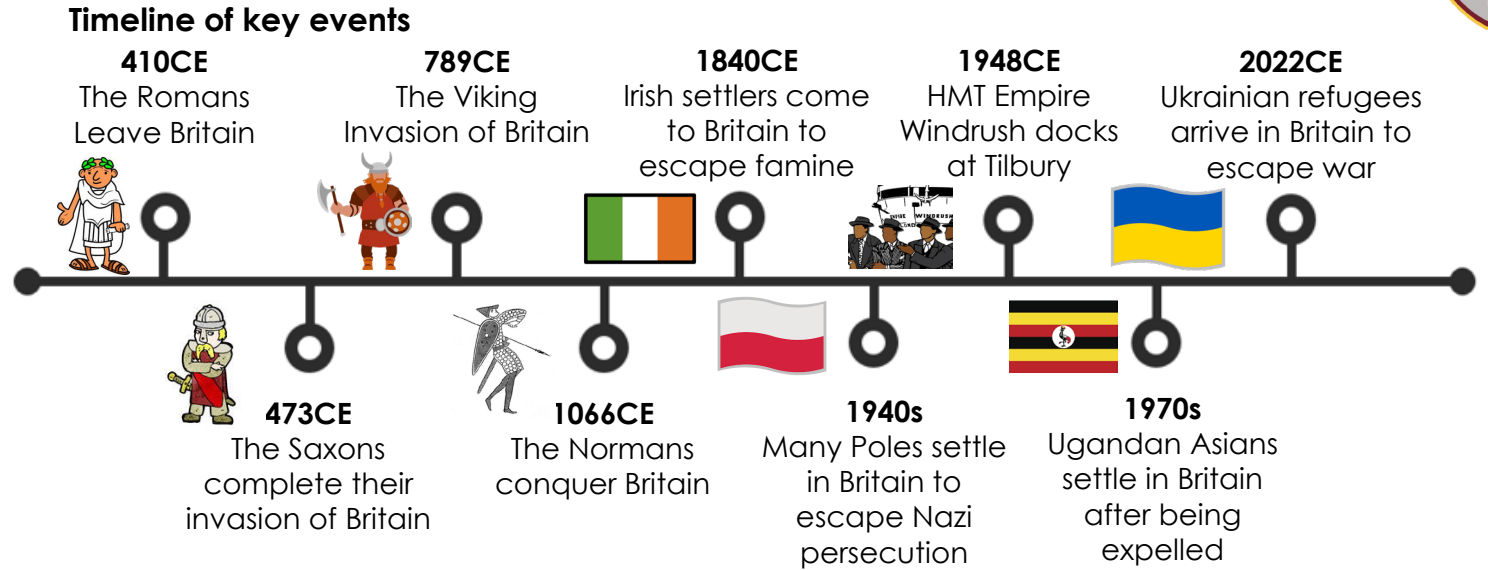 Timeline of key events
410CE
The Romans
Leave Britain
789CE
The Viking
Invasion of Britain
1840CE
Irish settlers come
to Britain to
escape famine
1948CE
HMT Empire
Windrush docks
at Tilbury
2022CE
Ukrainian refugees
arrive in Britain to
escape war
EMPIRE WINDRUSH
473CE
The Saxons
complete their
invasion of Britain
1066CE
The Normans
conquer Britain
1940s
Many Poles settle
in Britain to
escape Nazi
persecution
1970s
Ugandan Asians
settle in Britain
after being
expelled